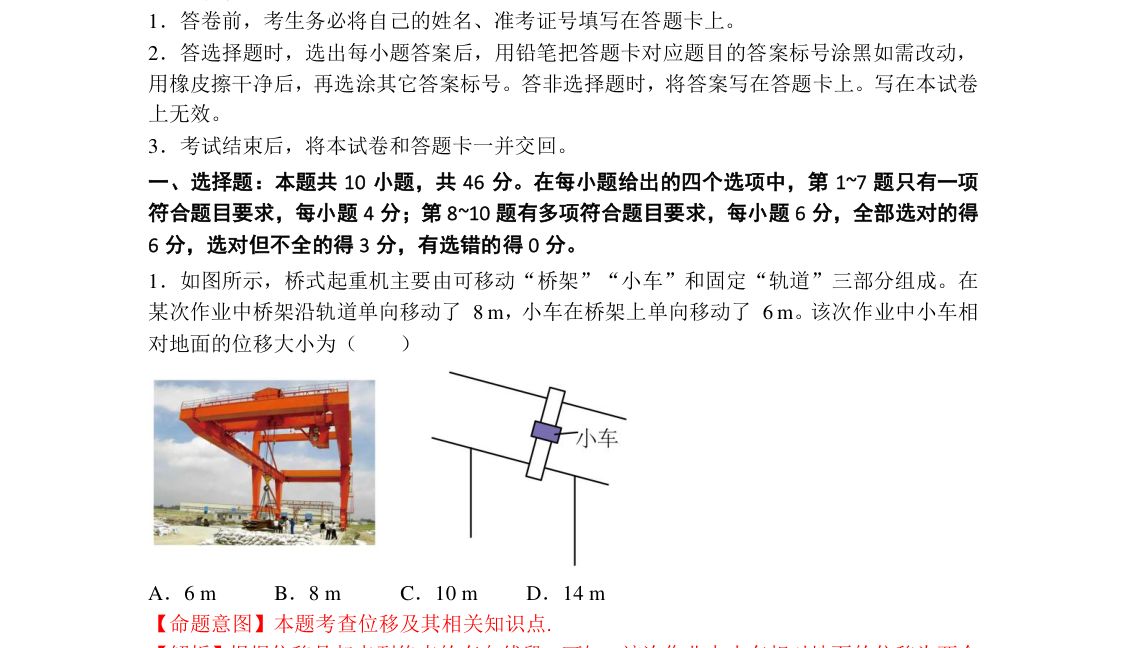 1．答卷前，考生务必将自己的姓名、准考证号填写在答题卡上。
2．答选择题时，选出每小题答案后，用铅笔把答题卡对应题目的答案标号涂黑如需改动，
用橡皮擦干净后，再选涂其它答案标号。答非选择题时，将答案写在答题卡上。写在本试卷
上无效。
3．考试结束后，将本试卷和答题卡一并交回。
一、选择题：本题共 10 小题，共 46 分。在每小题给出的四个选项中，第 1~7 题只有一项
符合题目要求，每小题 4 分；第 8~10 题有多项符合题目要求，每小题 6 分，全部选对的得
6 分，选对但不全的得 3 分，有选错的得 0 分。
1．如图所示，桥式起重机主要由可移动“桥架”“小车”和固定“轨道”三部分组成。在
某次作业中桥架沿轨道单向移动了 8 m，小车在桥架上单向移动了 6 m。该次作业中小车相
对地面的位移大小为（　　）
小车
A．6 m　　B．8 m　　C．10 m　　D．14 m
【命题意图】本题考查位移及其相关知识点.